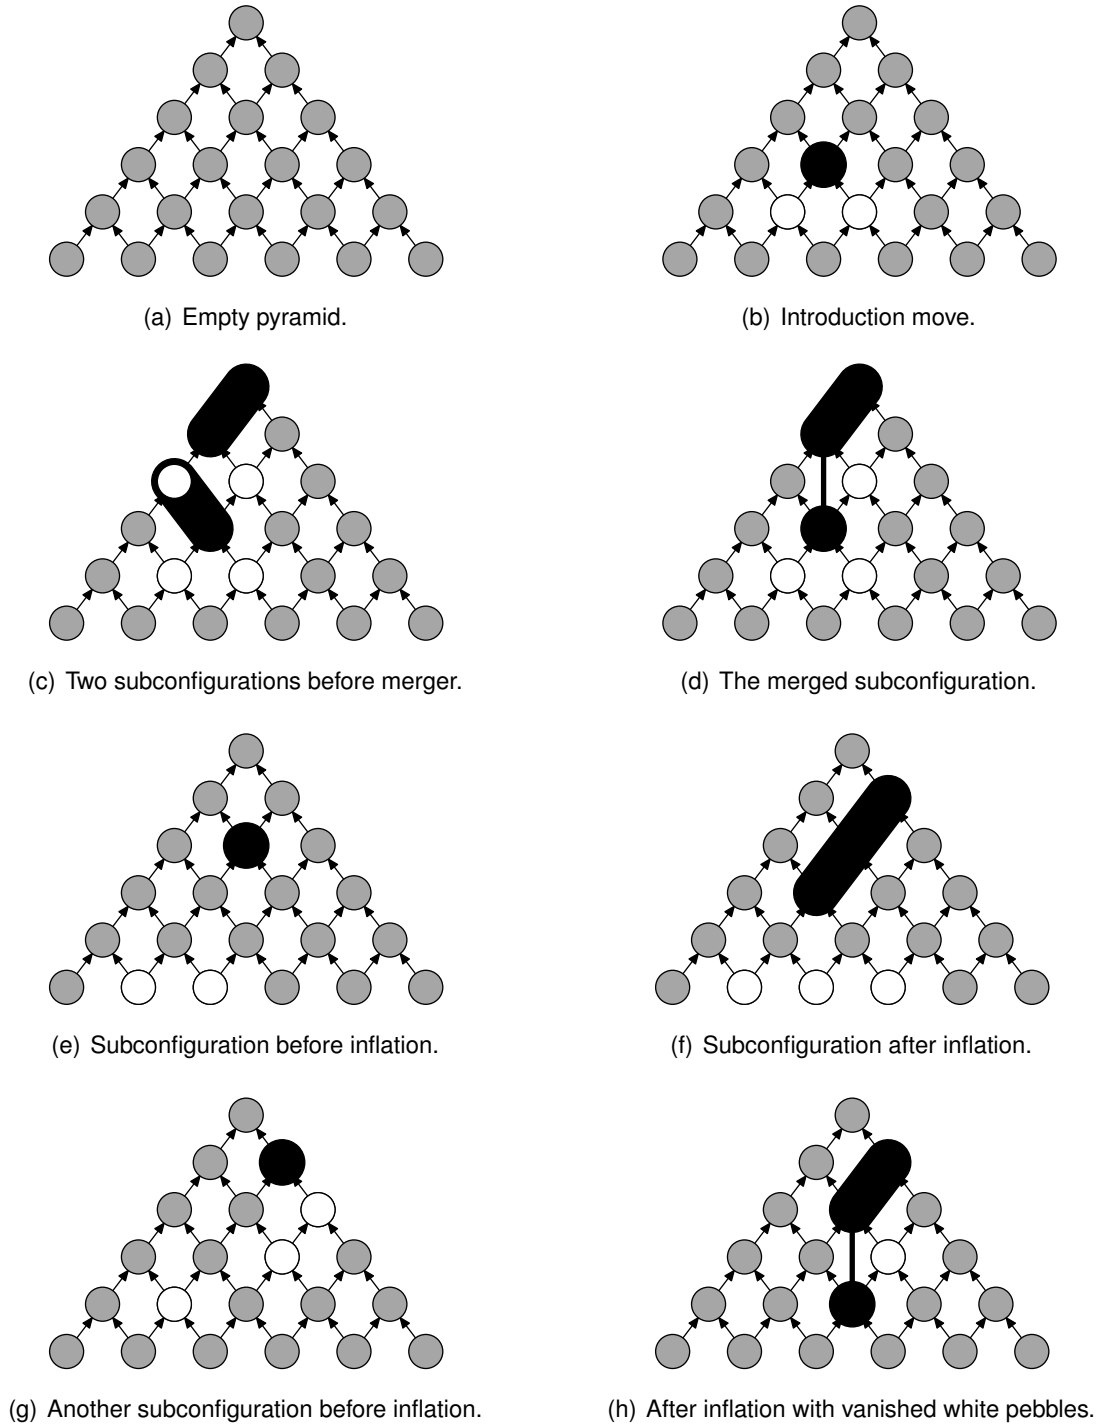 (a) Empty pyramid.
(b) Introduction move.
(c) Two subconfigurations before merger.
(d) The merged subconfiguration.
(e) Subconfiguration before inflation.
(f) Subconfiguration after inflation.
(g) Another subconfiguration before inflation.
(h) After inflation with vanished white pebbles.